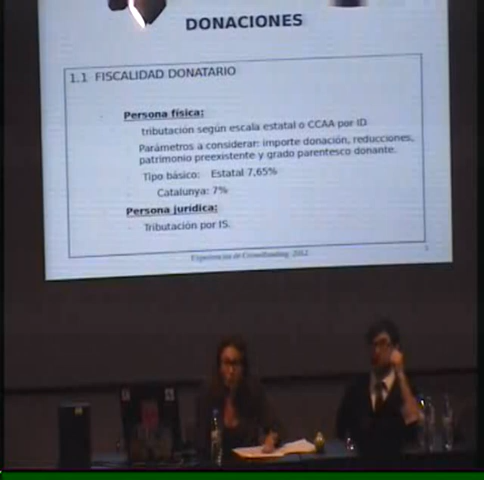 DONACIONES
1.1 FISCALIDAD DONATARIO
Persona física:
tributación según escala estatal o CCAA por ID
Parámetros a considerar: importe donación, reducciones,
patrimonio preexistente y grado parentesco donante.
Tipo básico: Estatal 7,65%
Catalunya: 7%
Persona jurídica:
Tributación por IS.
Experiencias de Crowdfunding 2012